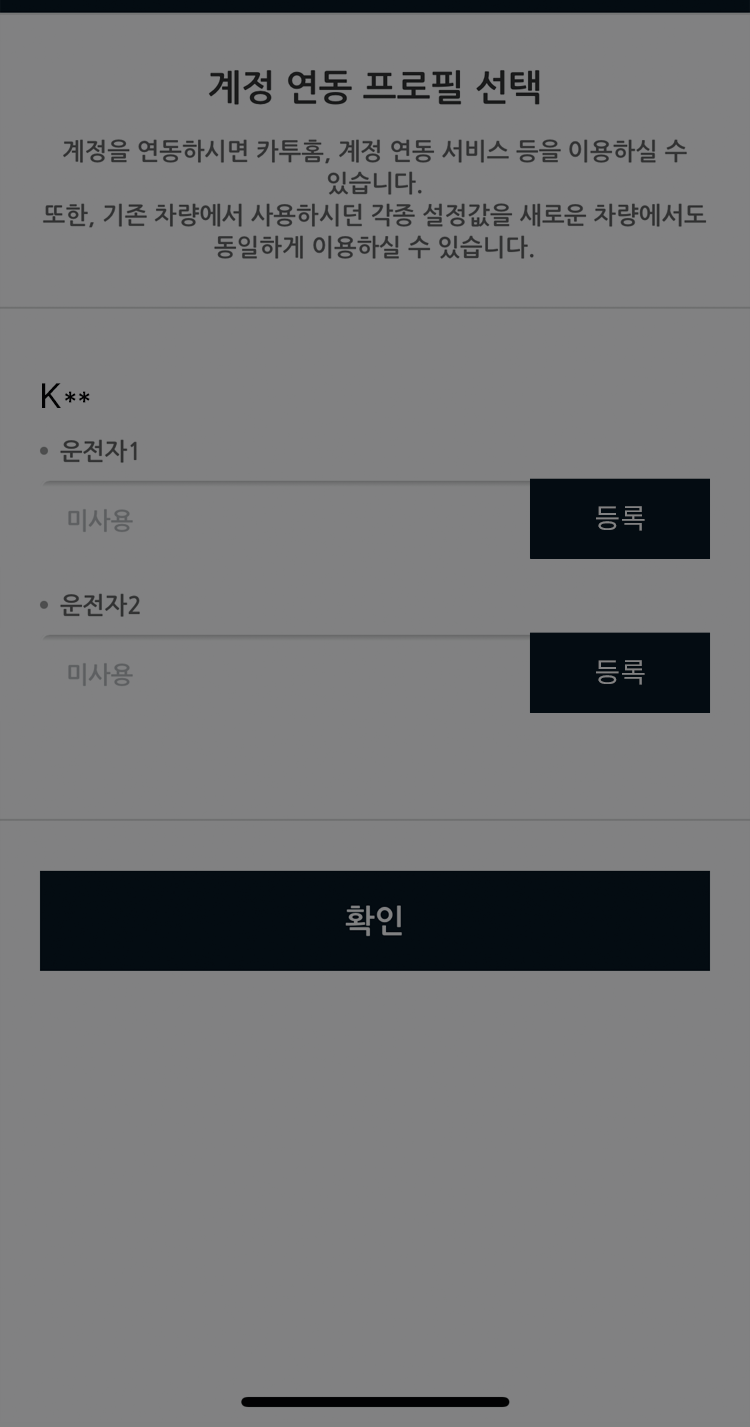 계정 연동 프로필 선택
계정을 연동하시면 카투홈, 계정 연동 서비스 등을 이용하실 수
있습니다.
또한, 기존 차량에서 사용하시던 각종 설정값을 새로운 차량에서도
동일하게 이용하실 수 있습니다.
K**
• 운전자1
미사용
등록
• 운전자2
미사용
등록
확인